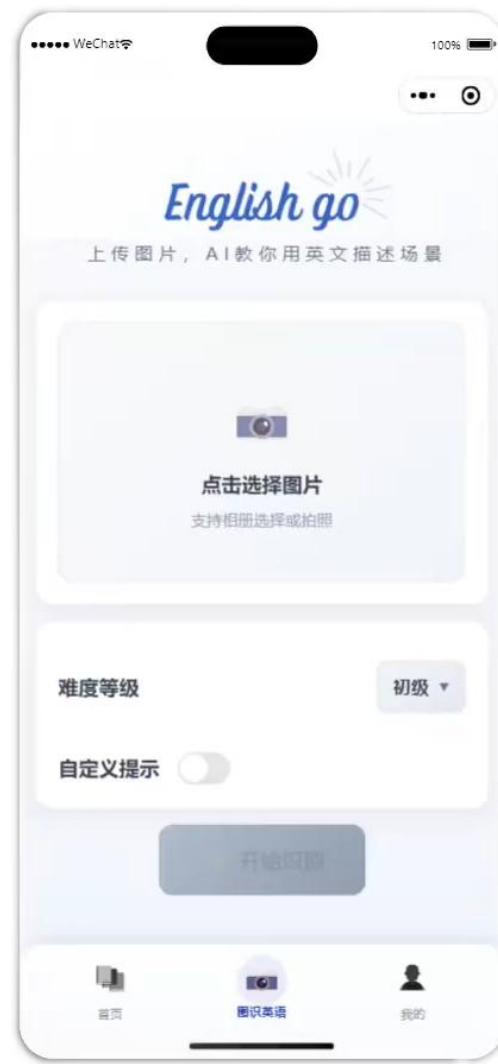 WeChat
100%
English go
上传图片，AI教你用英文描述场景
点击选择图片
支持相册选择或拍照
难度等级
初级
自定义提示
首页
图识英语
我的